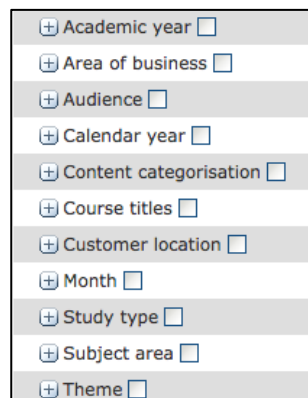 Academic year
Area of business
Audience
Calendar year
Content categorisation
Course titles
Customer location
Month
Study type
Subject area
Theme